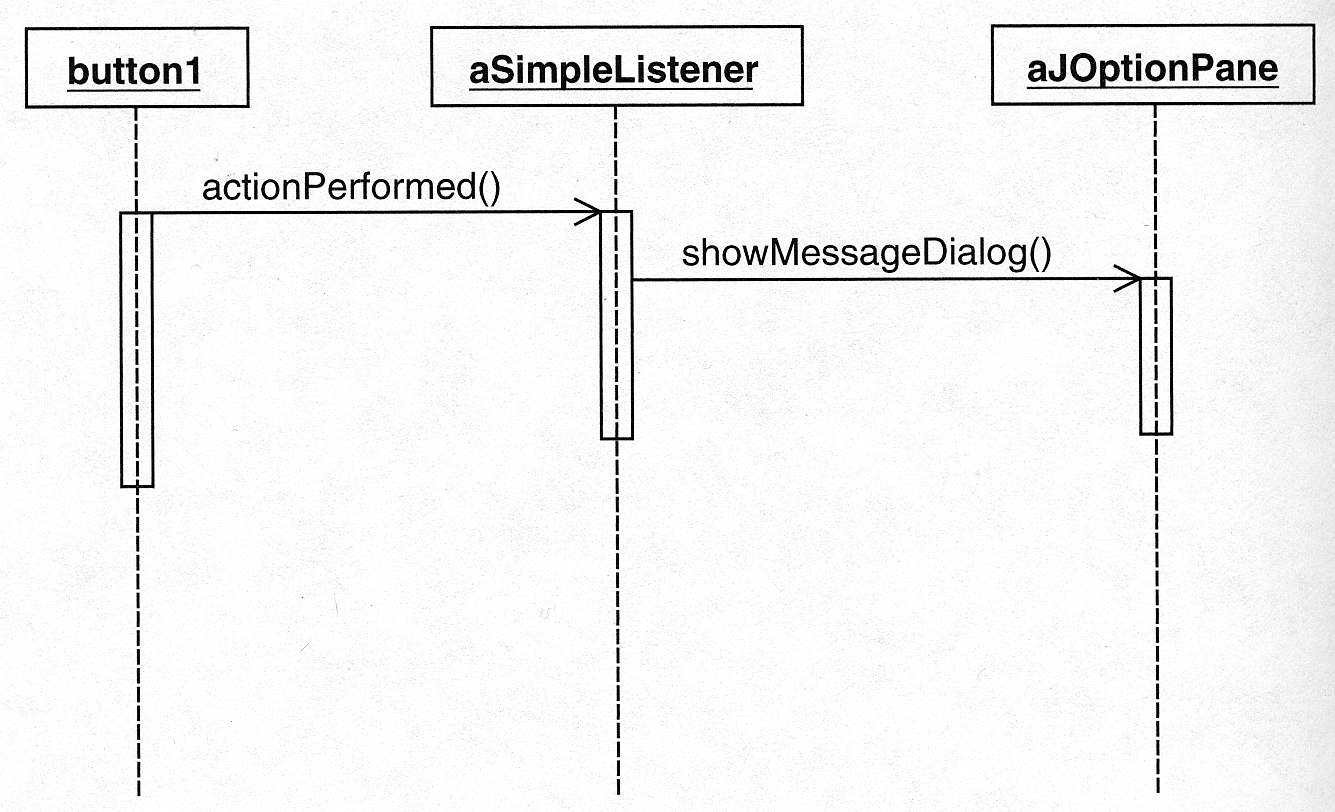 button1
aSimpleListener
aJOptionPane
actionPerformed()
showMessageDialog()